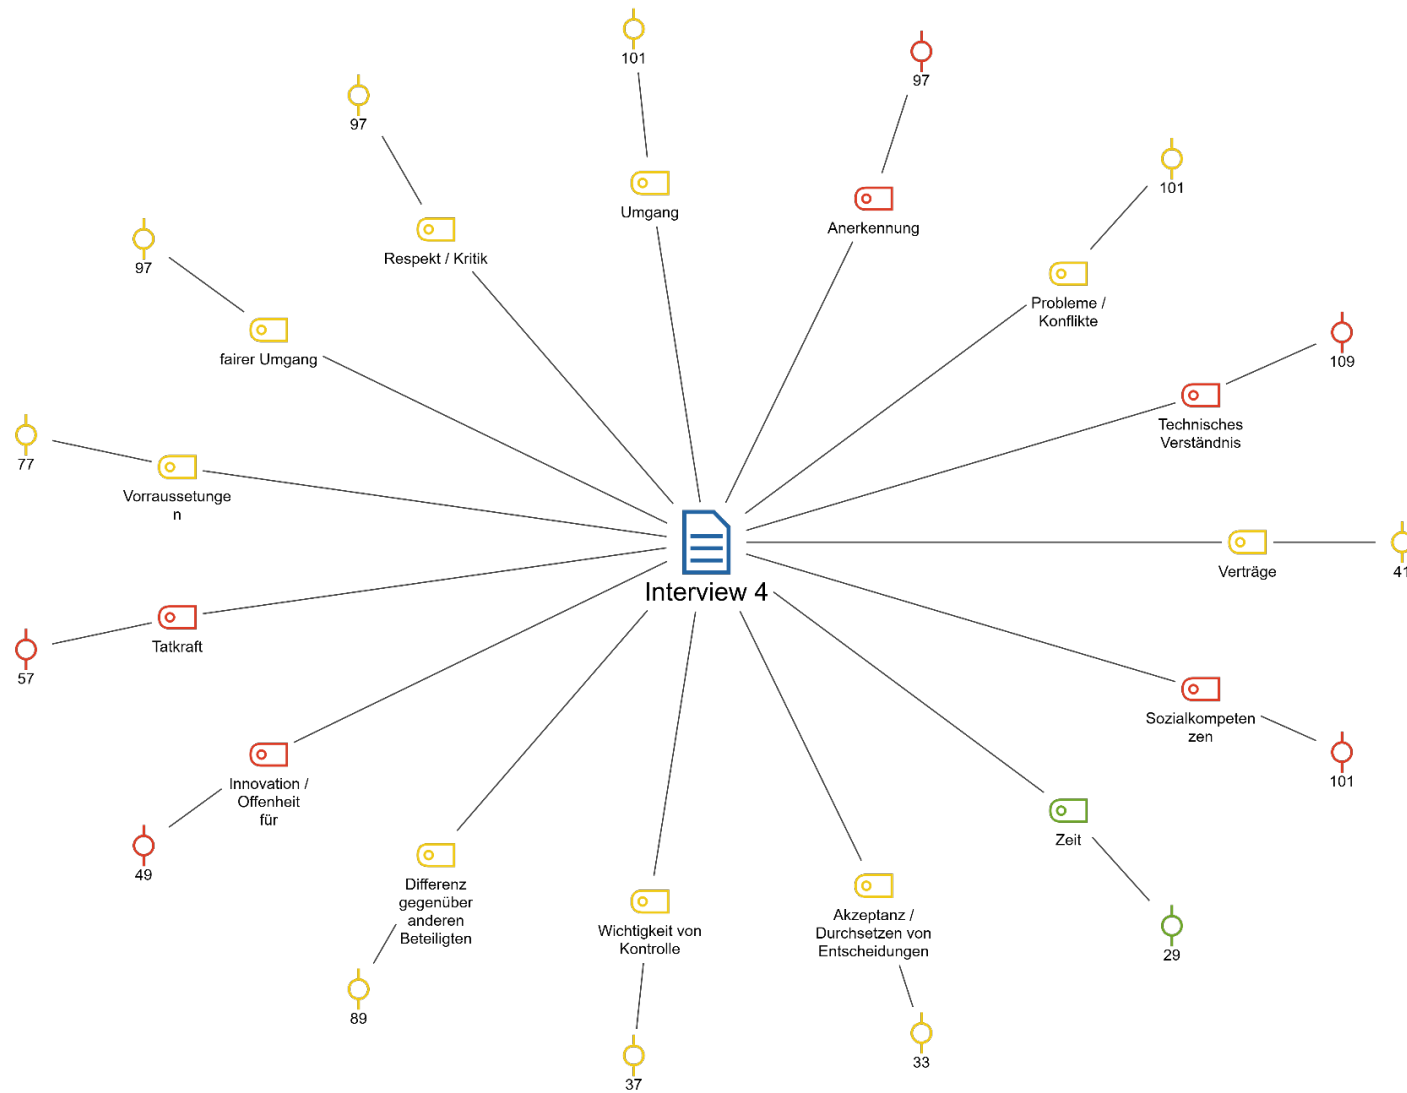 101
97
97
101
Umgang
Anerkennung
Respekt / Kritik
97
Probleme /
Konflikte
109
fairer Umgang
Technisches
Verständnis
77
Vorraussetunge
n
Verträge
41
Interview 4
Tatkraft
57
Sozialkompeten
zen
101
Innovation /
Offenheit
für
49
Zeit
Differenz
gegenüber
anderen
Beteiligten
Wichtigkeit von
Kontrolle
Akzeptanz /
Durchsetzen von
Entscheidungen
29
89
37
33